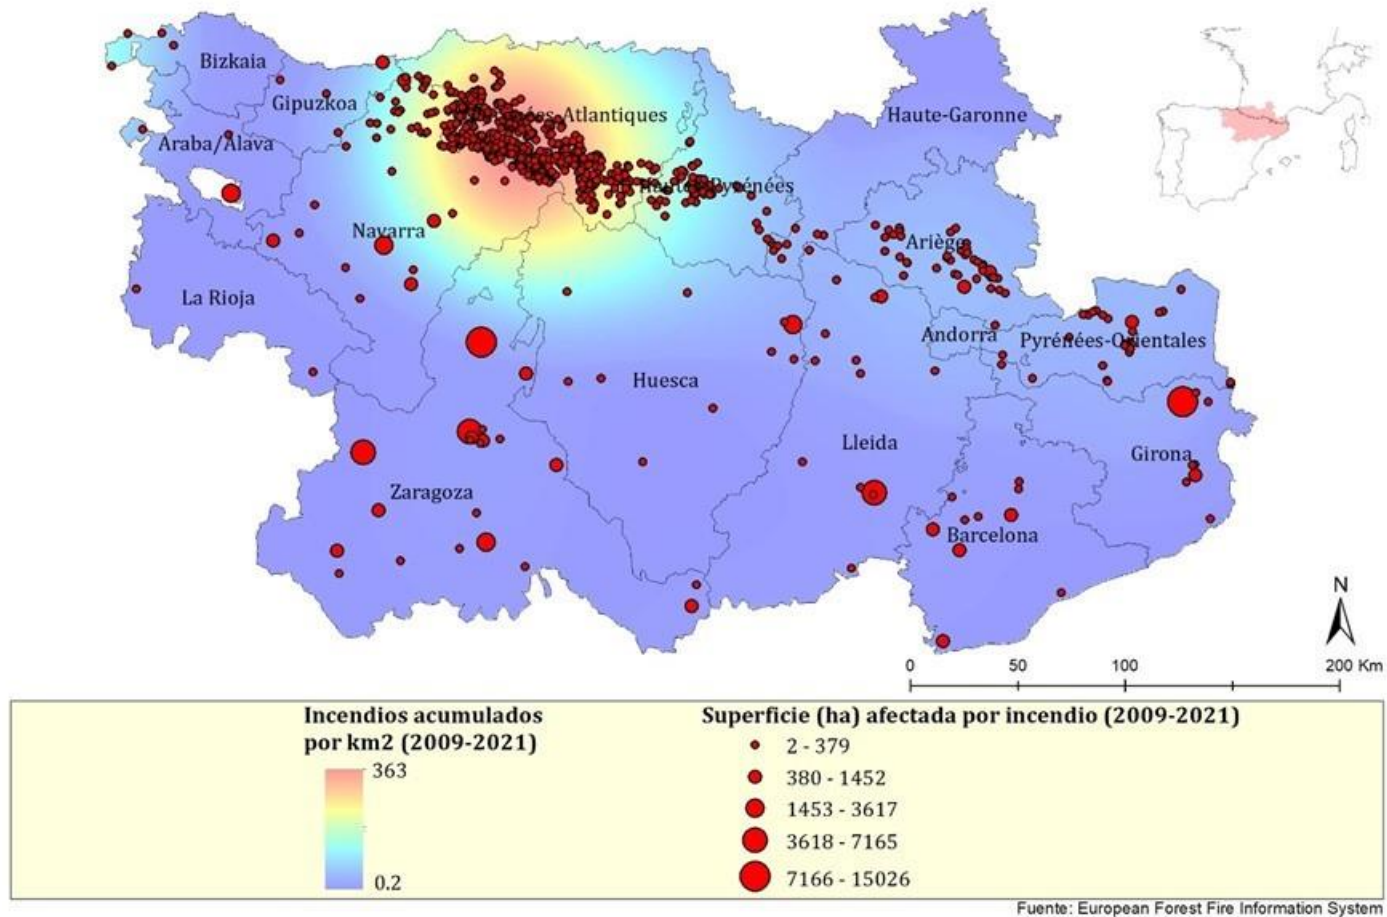 Bizkaia
Gipuzkoa
Araba/Álava
Pyrénées-Atlantiques
Haute-Garonne
Hautes-Pyrénées
Navarra
Ariège
La Rioja
Andorra
Pyrénées-Orientales
Huesca
Lleida
Girona
Zaragoza
Barcelona
N
0 50 100 200 Km
Incendios acumulados
por km2 (2009-2021)
363
0.2
Superficie (ha) afectada por incendio (2009-2021)
2 - 379
380 - 1452
1453 - 3617
3618 - 7165
7166 - 15026
Fuente: European Forest Fire Information System